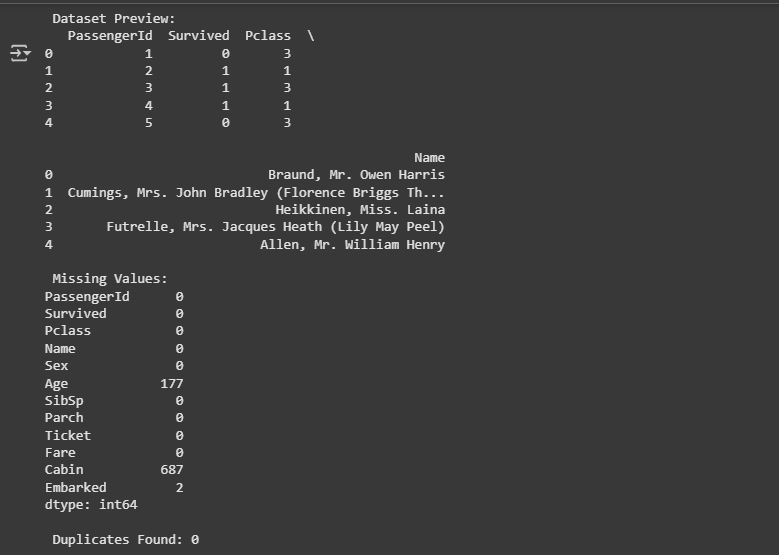 Dataset Preview:
PassengerId  Survived  Pclass  \
0            1         0       3
1            2         1       1
2            3         1       3
3            4         1       1
4            5         0       3
Name
0                            Braund, Mr. Owen Harris
1  Cumings, Mrs. John Bradley (Florence Briggs Th...
2                             Heikkinen, Miss. Laina
3       Futrelle, Mrs. Jacques Heath (Lily May Peel)
4                           Allen, Mr. William Henry
Missing Values:
PassengerId      0
Survived         0
Pclass           0
Name             0
Sex              0
Age            177
SibSp            0
Parch            0
Ticket           0
Fare             0
Cabin          687
Embarked         2
dtype: int64
Duplicates Found: 0